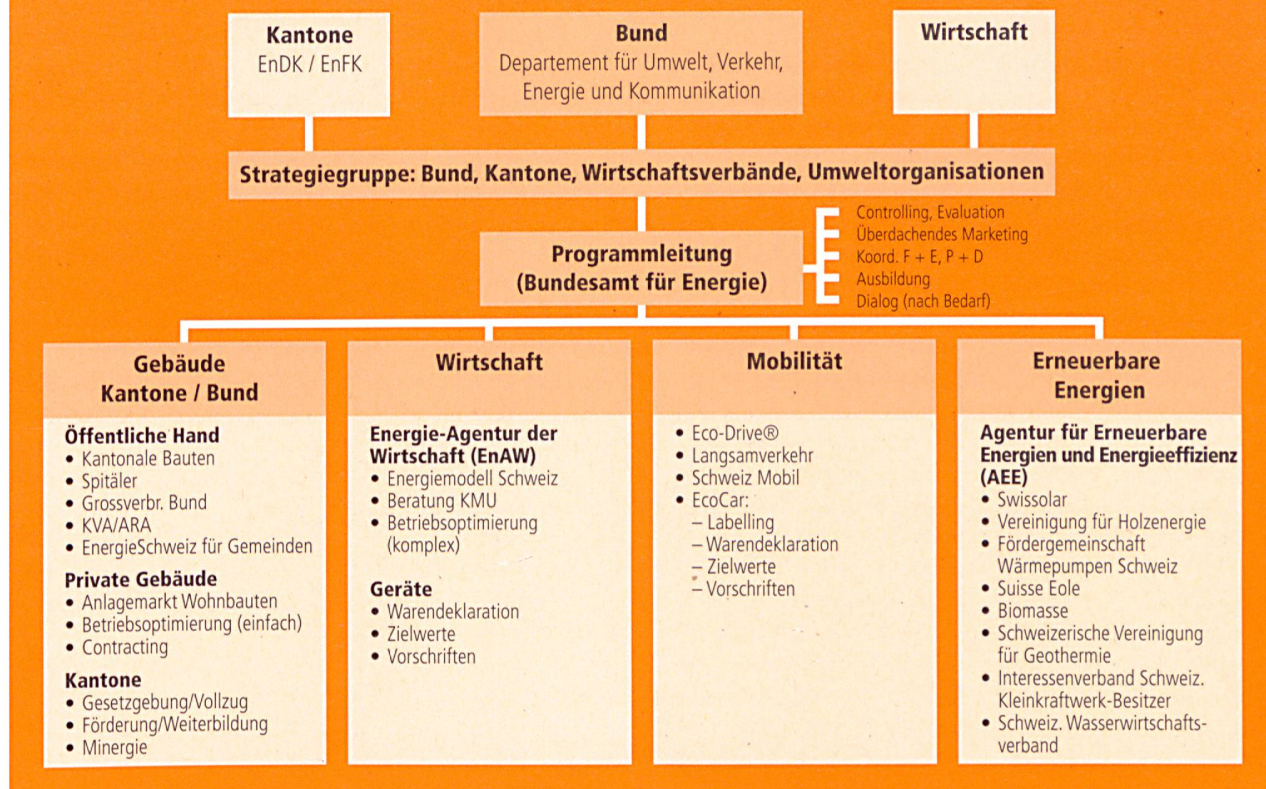 Kantone
EnDK / EnFK
Bund
Departement für Umwelt, Verkehr,
Energie und Kommunikation
Wirtschaft
Strategiegruppe: Bund, Kantone, Wirtschaftsverbände, Umweltorganisationen
Programmleitung
(Bundesamt für Energie)
Controlling, Evaluation
Überdachendes Marketing
Koord. F + E, P + D
Ausbildung
Dialog (nach Bedarf)
Gebäude
Kantone / Bund
Öffentliche Hand
• Kantonale Bauten
• Spitäler
• Grossverbr. Bund
• KVA/ARA
• EnergieSchweiz für Gemeinden
Private Gebäude
• Anlagemarkt Wohnbauten
• Betriebsoptimierung (einfach)
• Contracting
Kantone
• Gesetzgebung/Vollzug
• Förderung/Weiterbildung
• Minergie
Wirtschaft
Energie-Agentur der
Wirtschaft (EnAW)
• Energiemodell Schweiz
• Beratung KMU
• Betriebsoptimierung
(komplex)
Geräte
• Warendeklaration
• Zielwerte
• Vorschriften
Mobilität
• Eco-Drive®
• Langsamverkehr
• Schweiz Mobil
• EcoCar:
– Labelling
– Warendeklaration
– Zielwerte
– Vorschriften
Erneuerbare
Energien
Agentur für Erneuerbare
Energien und Energieeffizienz
(AEE)
• Swissolar
• Vereinigung für Holzenergie
• Fördergemeinschaft
Wärmepumpen Schweiz
• Suisse Eole
• Biomasse
• Schweizerische Vereinigung
für Geothermie
• Interessenverband Schweiz.
Kleinkraftwerk-Besitzer
• Schweiz. Wasserwirtschafts-
verband